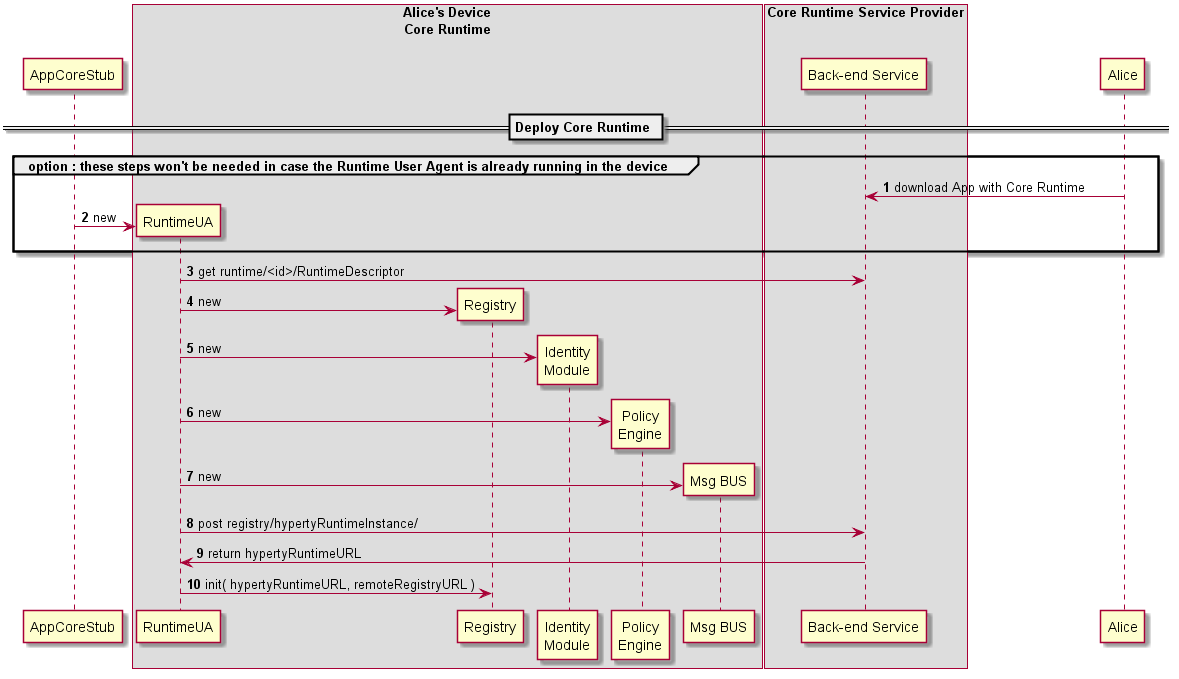 Alice's Device
Core Runtime
Core Runtime Service Provider
AppCoreStub
Back-end Service
Alice
Deploy Core Runtime
option : these steps won't be needed in case the Runtime User Agent is already running in the device
1 download App with Core Runtime
2 new
RuntimeUA
3 get runtime/<id>/RuntimeDescriptor
4 new
Registry
5 new
Identity
Module
6 new
Policy
Engine
7 new
Msg BUS
8 post registry/hypertyRuntimeInstance/
9 return hypertyRuntimeURL
10 init( hypertyRuntimeURL, remoteRegistryURL )
AppCoreStub
RuntimeUA
Registry
Identity
Module
Policy
Engine
Msg BUS
Back-end Service
Alice